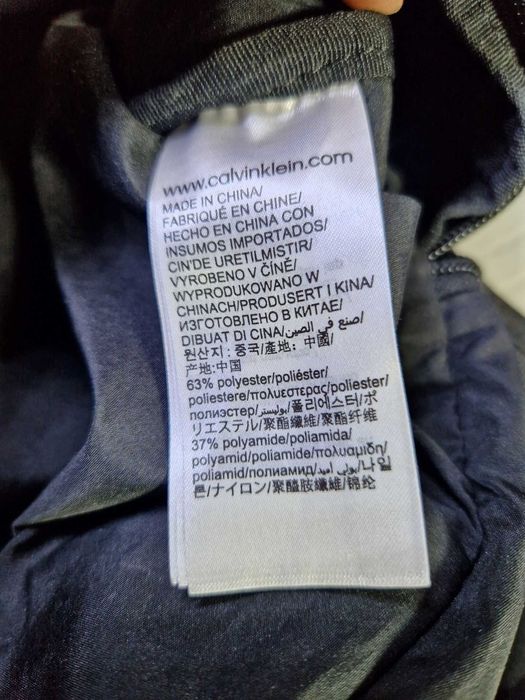 www.calvinklein.com
MADE IN CHINA/
FABRIQUÉ EN CHINE/
HECHO EN CHINA CON
INSUMOS IMPORTADOS/
CIN'DE URETILMISTIR/
VYROBENO V ČÍNĚ/
WYPRODUKOWANO W
CHINACH/PRODUSERT I KINA/
ИЗГОТОВЛЕНО В КИТАЕ/
DIBUAT DI CINA/صنع في الصين/
원산지 : 중국/產地：中國/
产地:中国
63% polyester/poliéster/
poliestere/πολυεστερας/poliester/
полиэстер/بوليستر/폴리에스터/ポ
リエステル/聚酯纖維/聚酯纤维
37% polyamide/poliamida/
polyamid/poliamide/πολυαμιδη/
poliamid/полиамид/بولي أميد/나일
론/ナイロン/聚醯胺纖維/锦纶